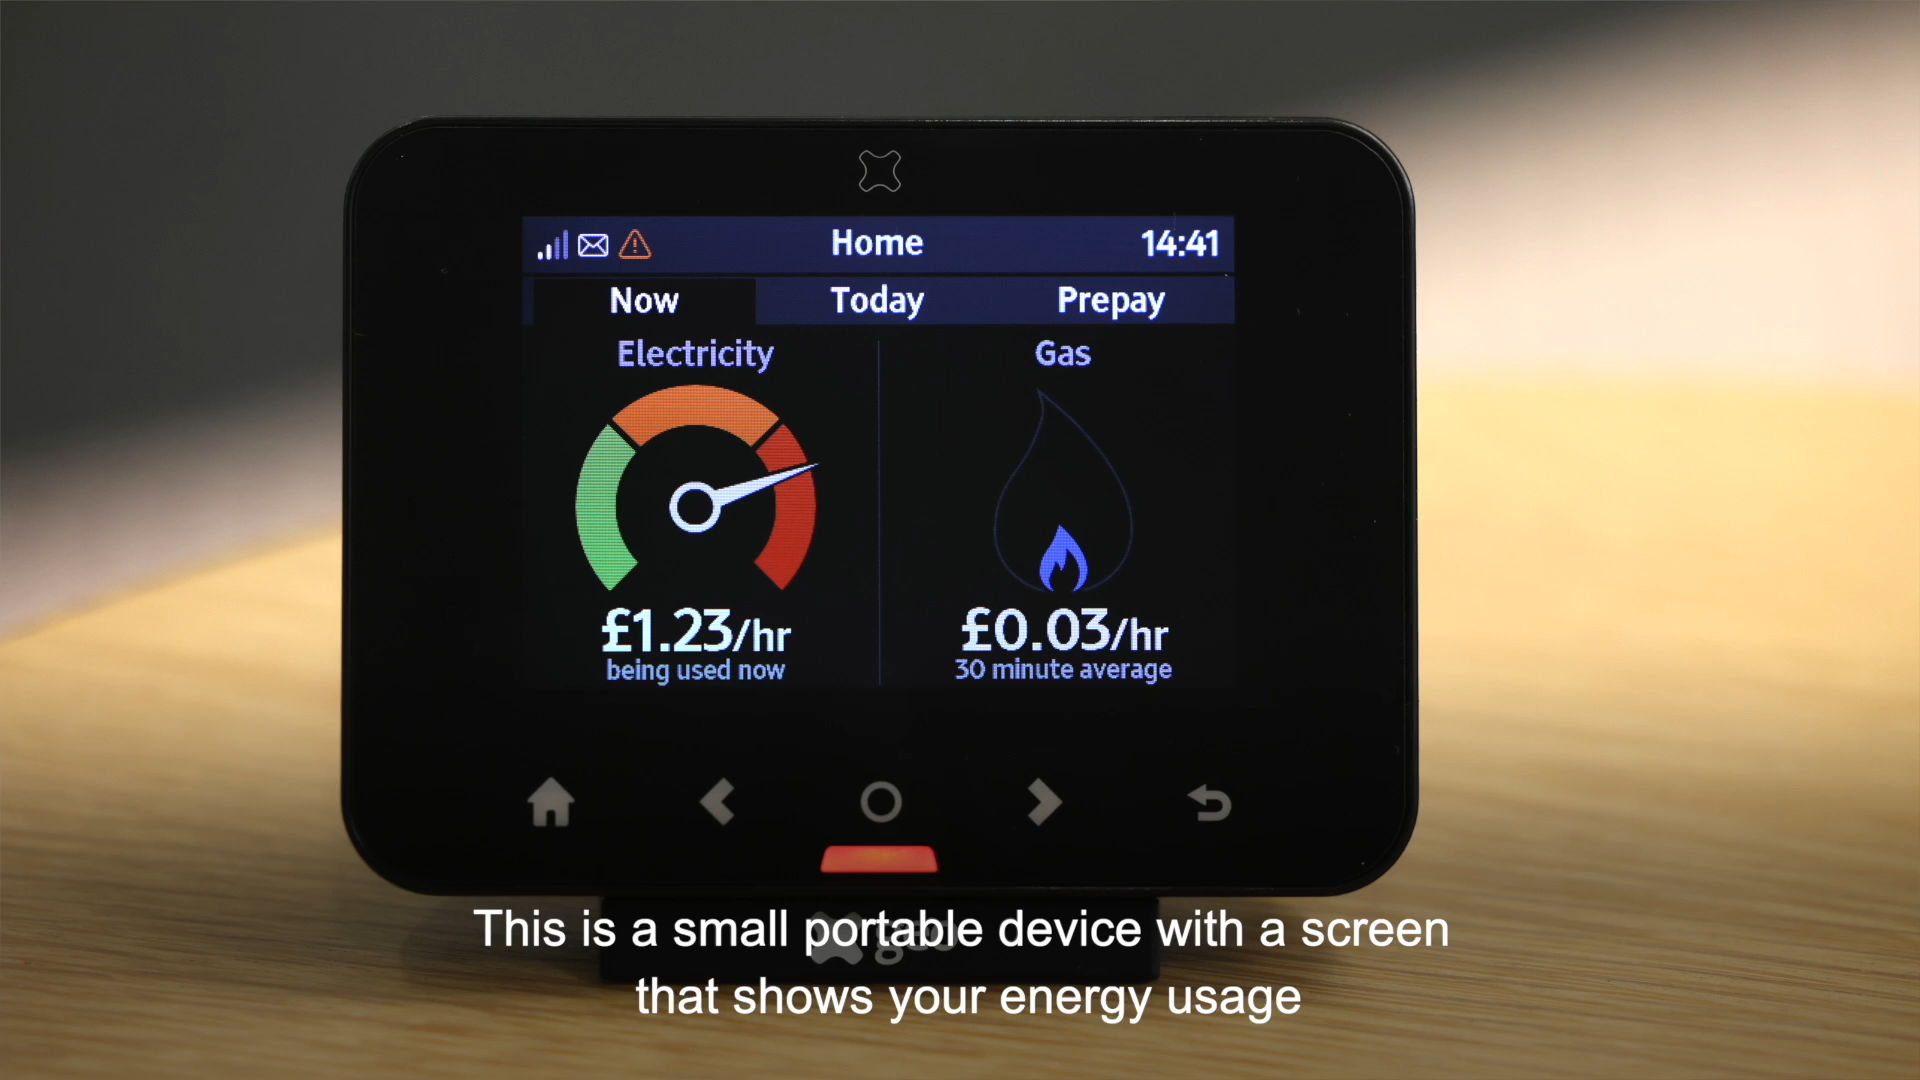 Home
14:41
Now
Today
Prepay
Electricity
Gas
£1.23/hr
being used now
£0.03/hr
30 minute average
geo
This is a small portable device with a screen
that shows your energy usage